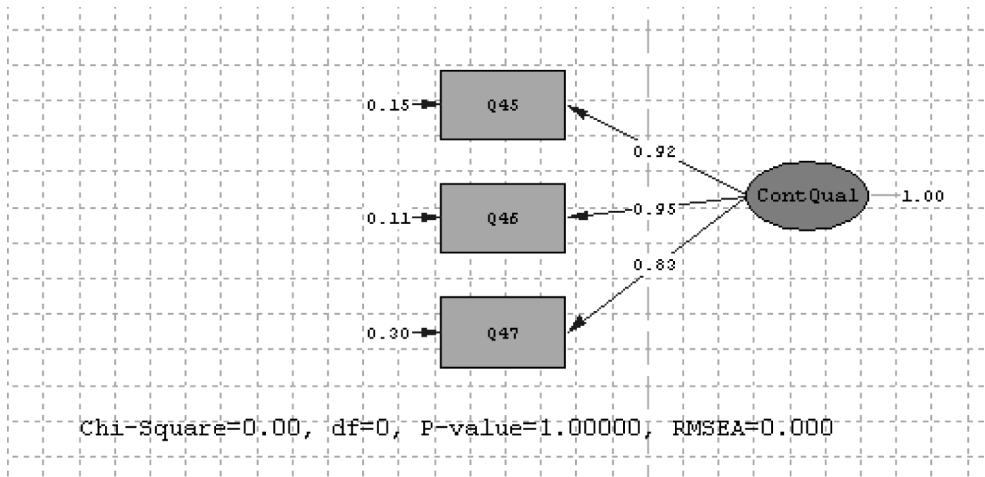 0.15 Q45
0.92
ContQual 1.00
0.11 Q46 0.95
0.83
0.30 Q47
Chi-Square=0.00, df=0, P-value=1.00000, RMSEA=0.000